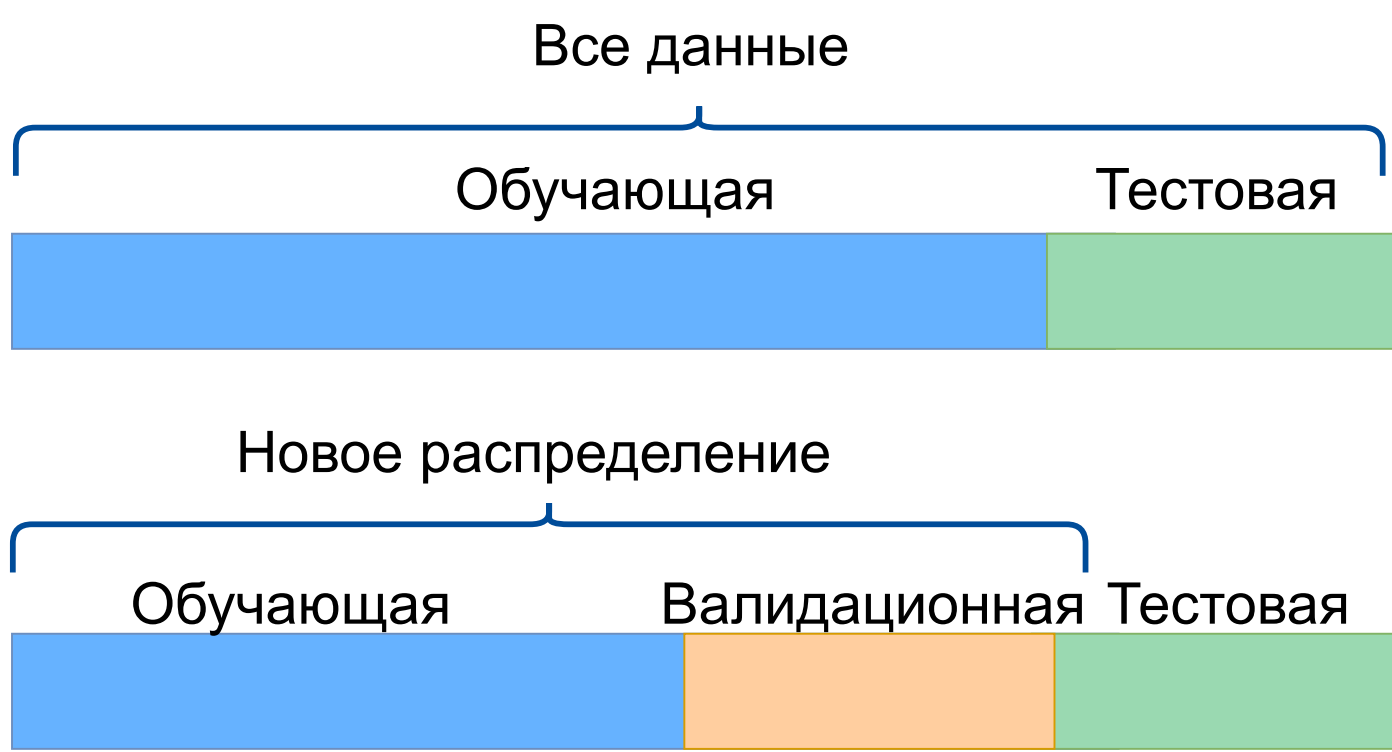 Все данные
Обучающая Тестовая
Новое распределение
Обучающая Валидационная Тестовая